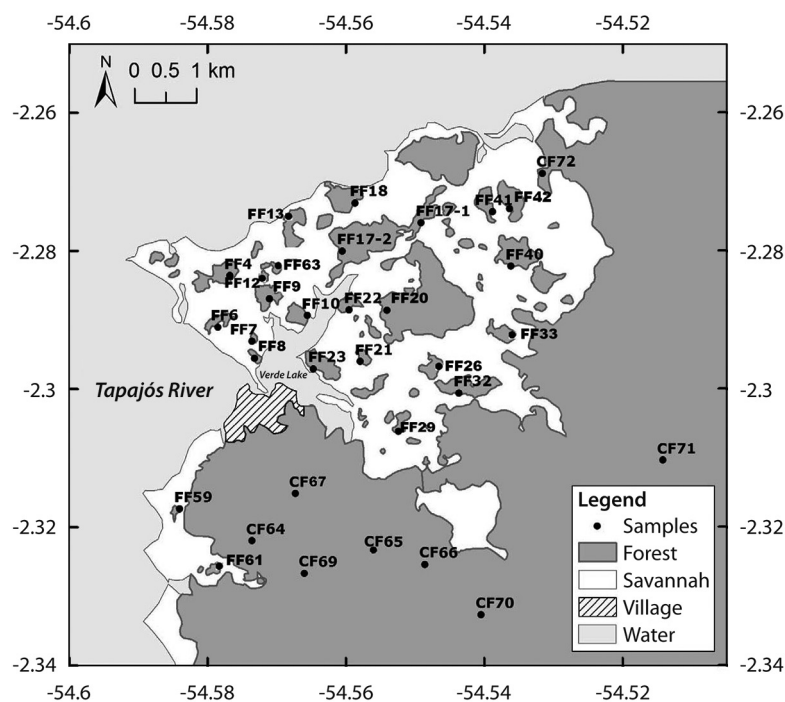 -54.6 -54.58 -54.56 -54.54 -54.52
N
0 0.5 1 km
-2.26 -2.26
CF72
FF18
FF41 FF42
FF13
FF17-1
FF17-2
-2.28 -2.28
FF40
FF4 FF63
FF12
FF9
FF22 FF20
FF10
FF6
FF7
FF33
FF8
FF21
FF23
FF26
Verde Lake
FF32
-2.3 -2.3
Tapajós River
FF29
CF71
CF67
FF59
Legend
Samples
-2.32 -2.32
CF64
CF65
CF66
Forest
FF61
CF69
Savannah
CF70
Village
Water
-2.34 -2.34
-54.6 -54.58 -54.56 -54.54 -54.52